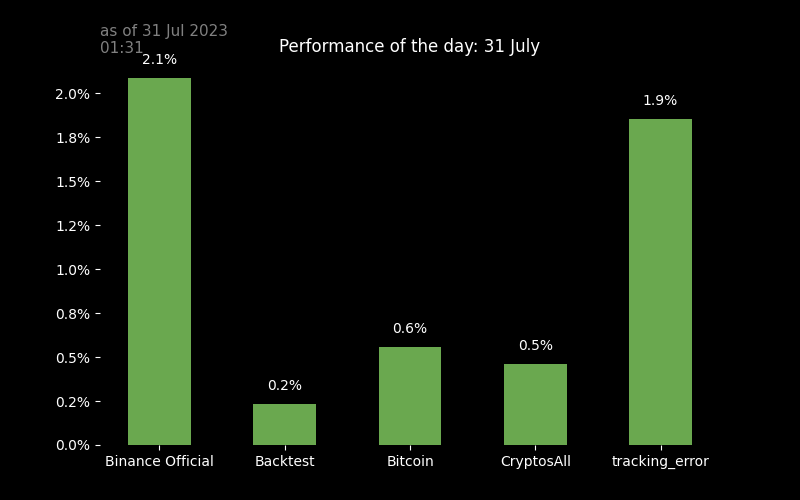 as of 31 Jul 2023
01:31
Performance of the day: 31 July
2.1%
0.2%
0.6%
0.5%
1.9%
2.0%
1.8%
1.5%
1.2%
1.0%
0.8%
0.5%
0.2%
0.0%
Binance Official
Backtest
Bitcoin
CryptosAll
tracking_error